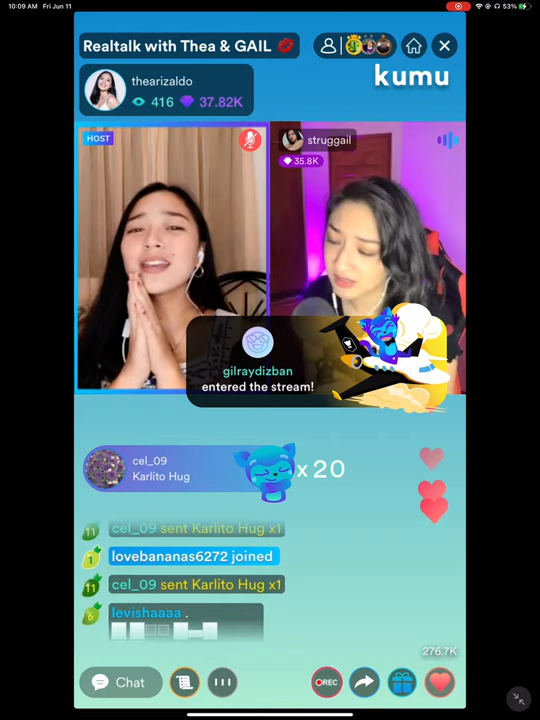 10:09 AM Fri Jun 11
53%
Realtalk with Thea & GAIL 💋
kumu
thearizaldo
416 37.82K
HOST
struggail
35.8K
gilraydizban
entered the stream!
cel_09
Karlito Hug
x 20
11 cel_09 sent Karlito Hug x1
1 lovebananas6272 joined
11 cel_09 sent Karlito Hug x1
6 levishaaaa .
276.7K
Chat
REC